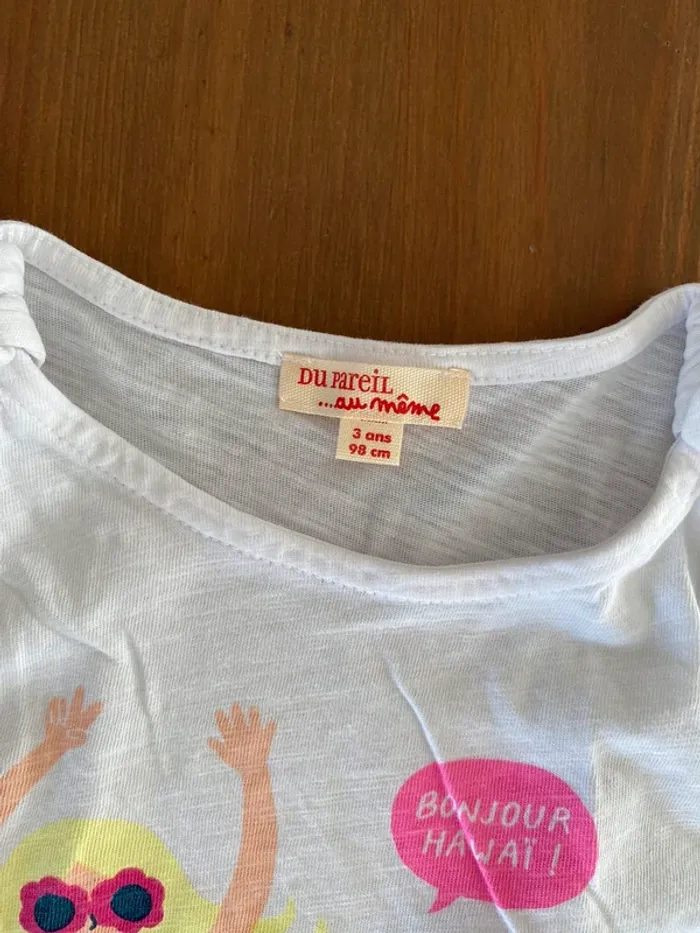 DU PAREIL
...au même
3 ans
98 cm
BONJOUR
HAWAÏ !